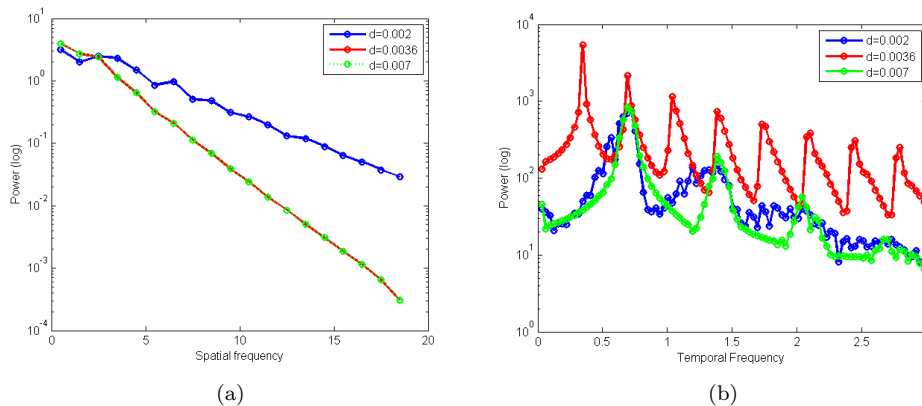 10^1
10^0
10^-1
10^-2
10^-3
10^-4
Power (log)
0 5 10 15 20
Spatial frequency
d=0.002
d=0.0036
d=0.007
(a)
10^4
10^3
10^2
10^1
10^0
Power (log)
0 0.5 1 1.5 2 2.5
Temporal Frequency
d=0.002
d=0.0036
d=0.007
(b)